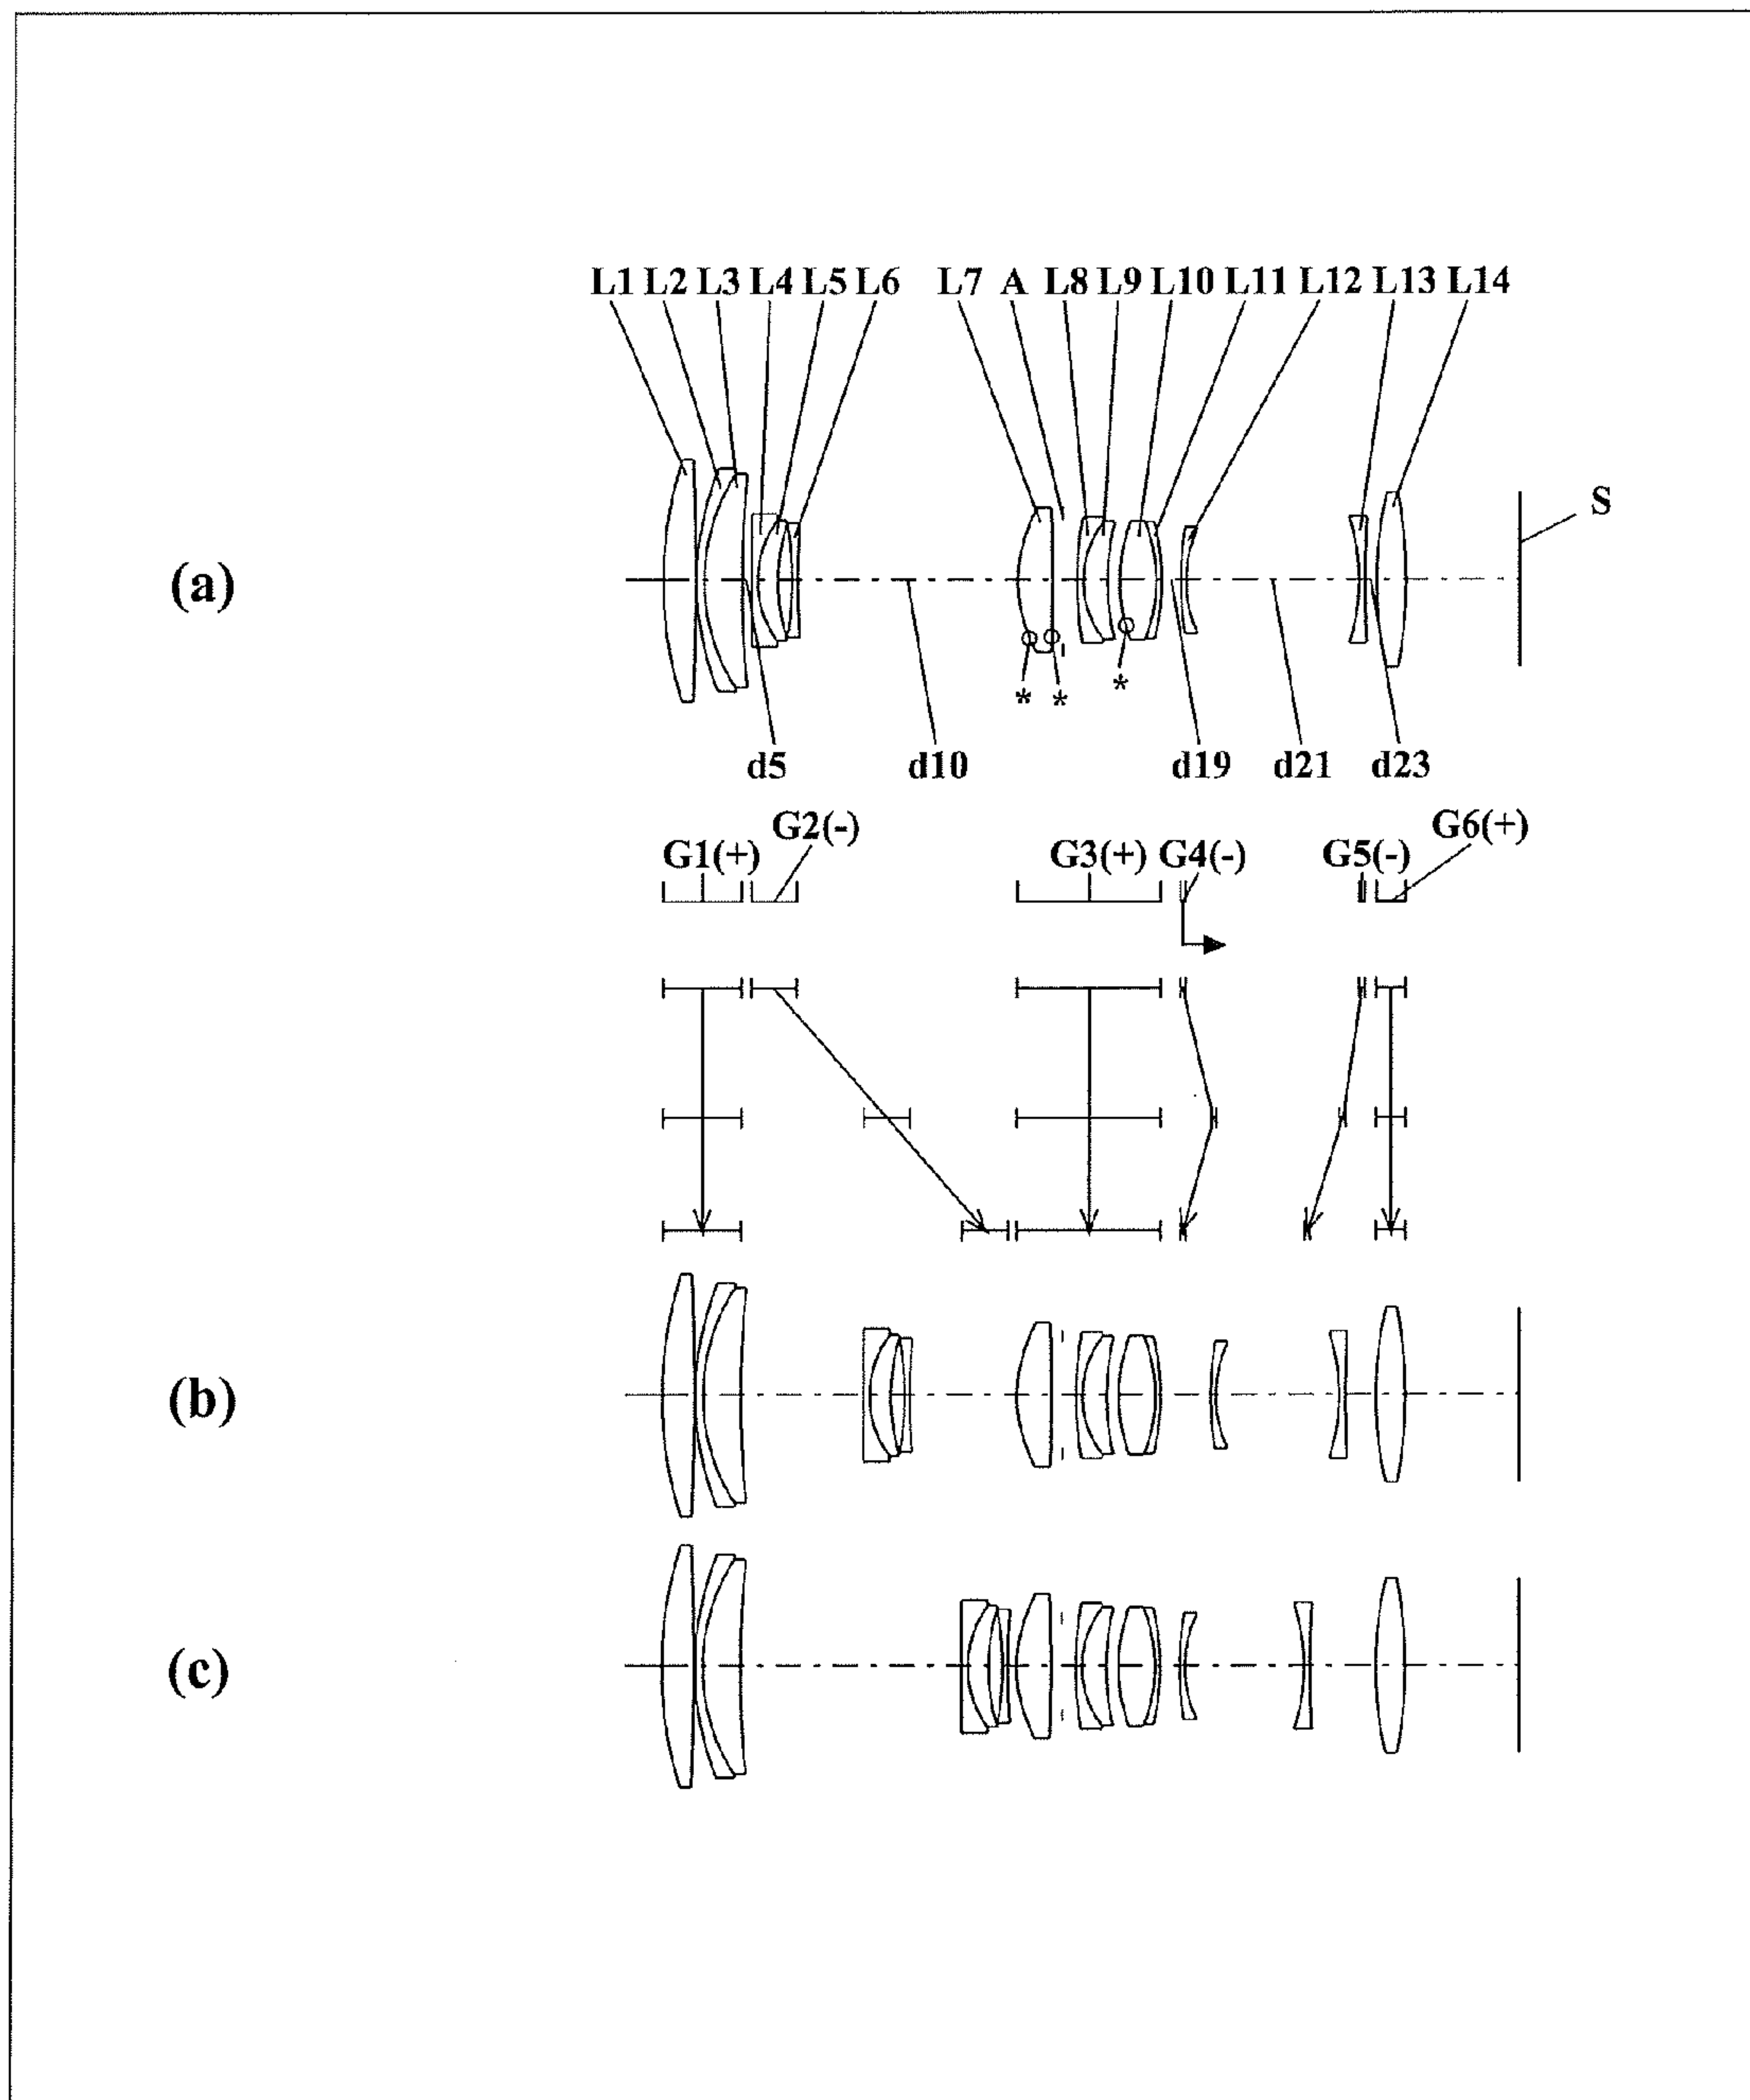 L1 L2 L3 L4 L5 L6 L7 A L8 L9 L10 L11 L12 L13 L14
S
(a)
* * *
d5 d10 d19 d21 d23
G1(+) G2(-) G3(+) G4(-) G5(-) G6(+)
(b)
(c)